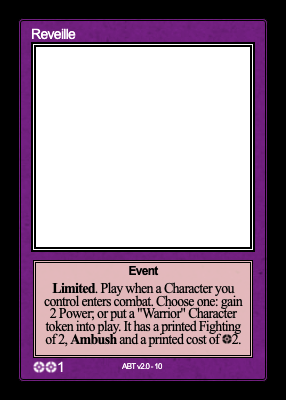 Reveille
Event
Limited. Play when a Character you
control enters combat. Choose one: gain
2 Power; or put a "Warrior" Character
token into play. It has a printed Fighting
of 2, Ambush and a printed cost of 2.
1
ABT v2.0 - 10